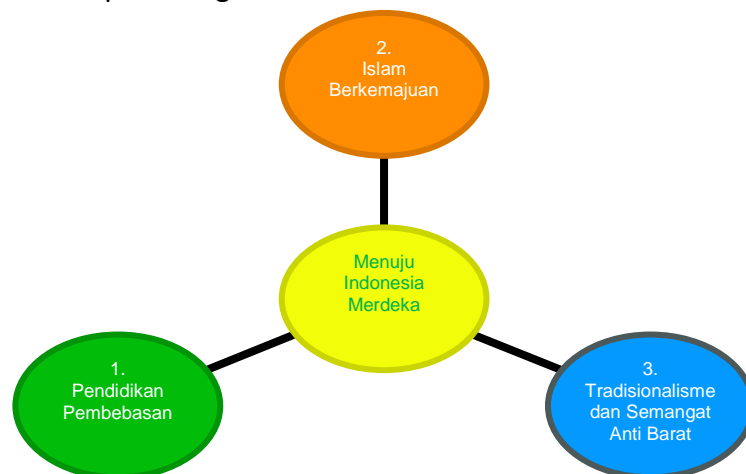 2.
Islam
Berkemajuan
Menuju
Indonesia
Merdeka
1.
Pendidikan
Pembebasan
3.
Tradisionalisme
dan Semangat
Anti Barat